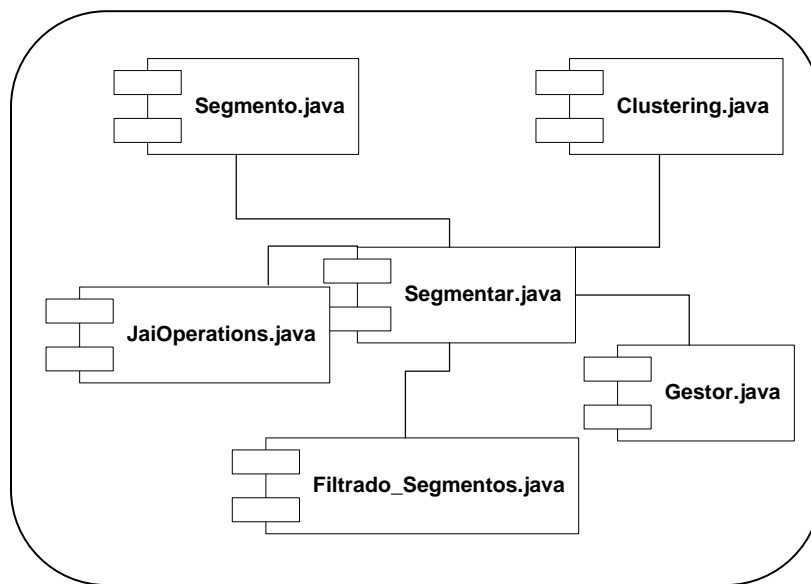 Segmento.java
Clustering.java
Segmentar.java
JaiOperations.java
Gestor.java
Filtrado_Segmentos.java